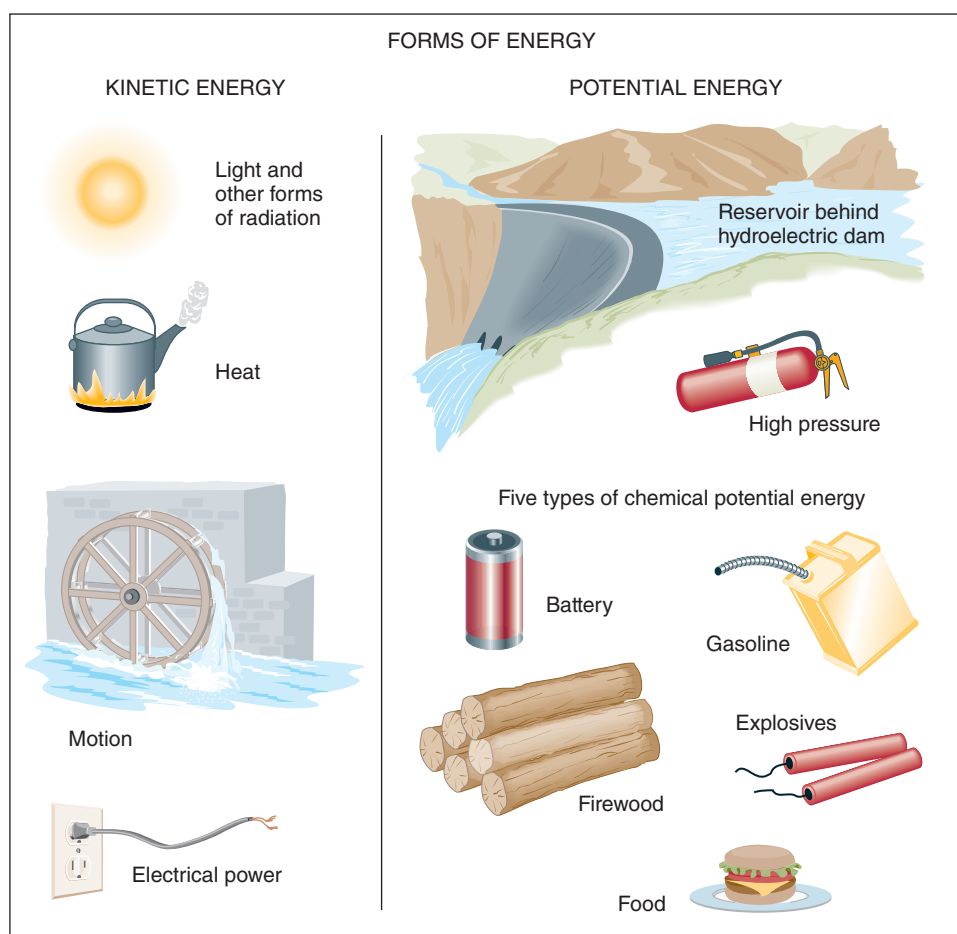 FORMS OF ENERGY
KINETIC ENERGY
Light and
other forms
of radiation
Heat
Motion
Electrical power
POTENTIAL ENERGY
Reservoir behind
hydroelectric dam
High pressure
Five types of chemical potential energy
Battery
Gasoline
Firewood
Explosives
Food